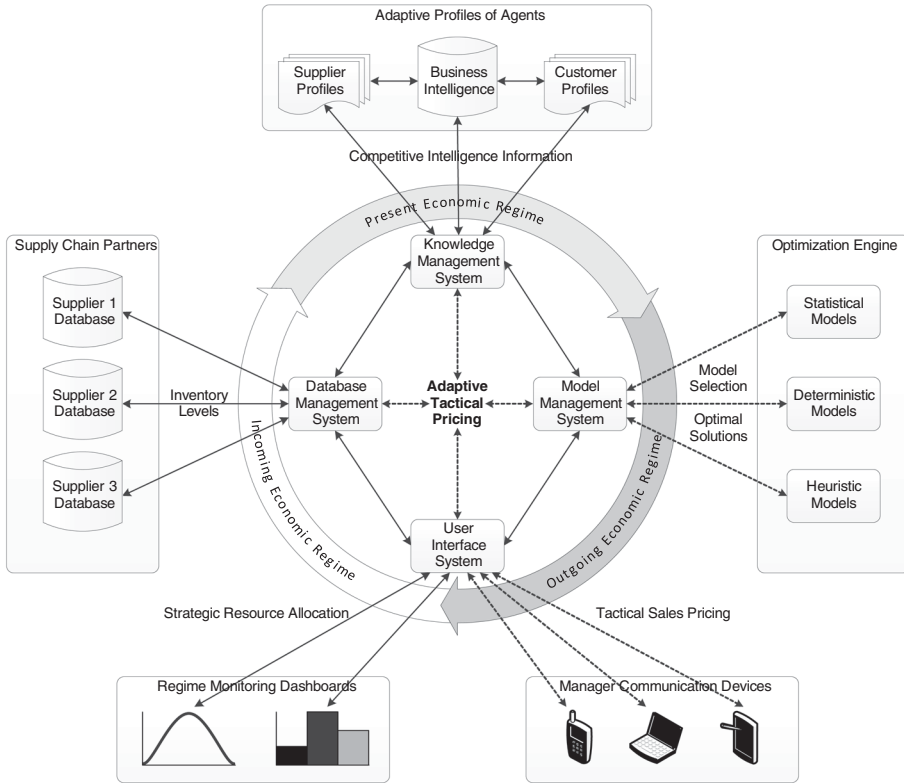 Adaptive Profiles of Agents
Supplier
Profiles
Business
Intelligence
Customer
Profiles
Competitive Intelligence Information
Present Economic Regime
Supply Chain Partners
Supplier 1
Database
Supplier 2
Database
Supplier 3
Database
Inventory
Levels
Knowledge
Management
System
Database
Management
System
Adaptive
Tactical
Pricing
Model
Management
System
User
Interface
System
Incoming Economic Regime
Outgoing Economic Regime
Optimization Engine
Statistical
Models
Model
Selection
Deterministic
Models
Optimal
Solutions
Heuristic
Models
Strategic Resource Allocation
Tactical Sales Pricing
Regime Monitoring Dashboards
Manager Communication Devices